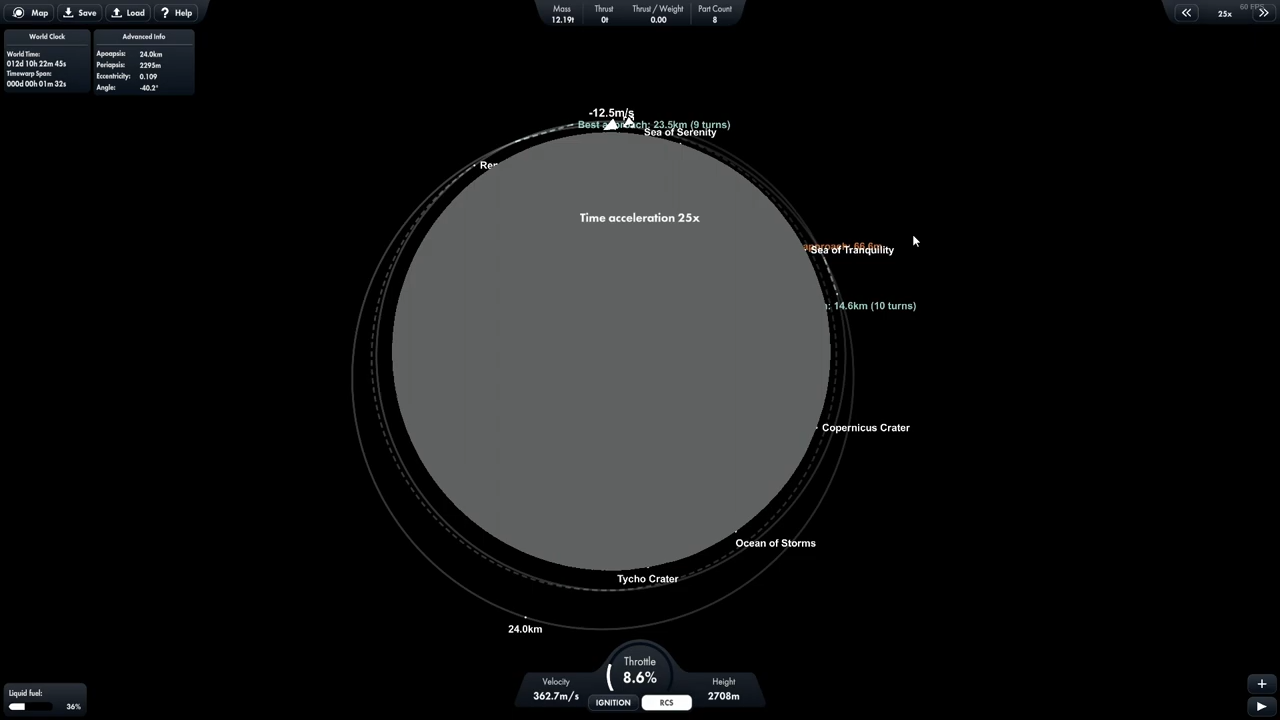 Map
Save
Load
Help
Mass
12.19t
Thrust
0t
Thrust / Weight
0.00
Part Count
8
60 FPS
25x
World Clock
World Time:
012d 10h 22m 45s
Timewarp Span:
000d 00h 01m 32s
Advanced Info
Apoapsis: 24.0km
Periapsis: 2295m
Eccentricity: 0.109
Angle: -40.2°
-12.5m/s
Best approach: 23.5km (9 turns)
Sea of Serenity
Time acceleration 25x
Sea of Tranquility
14.6km (10 turns)
Copernicus Crater
Ocean of Storms
Tycho Crater
24.0km
Throttle
8.6%
Velocity
362.7m/s
Height
2708m
IGNITION
RCS
Liquid fuel:
36%